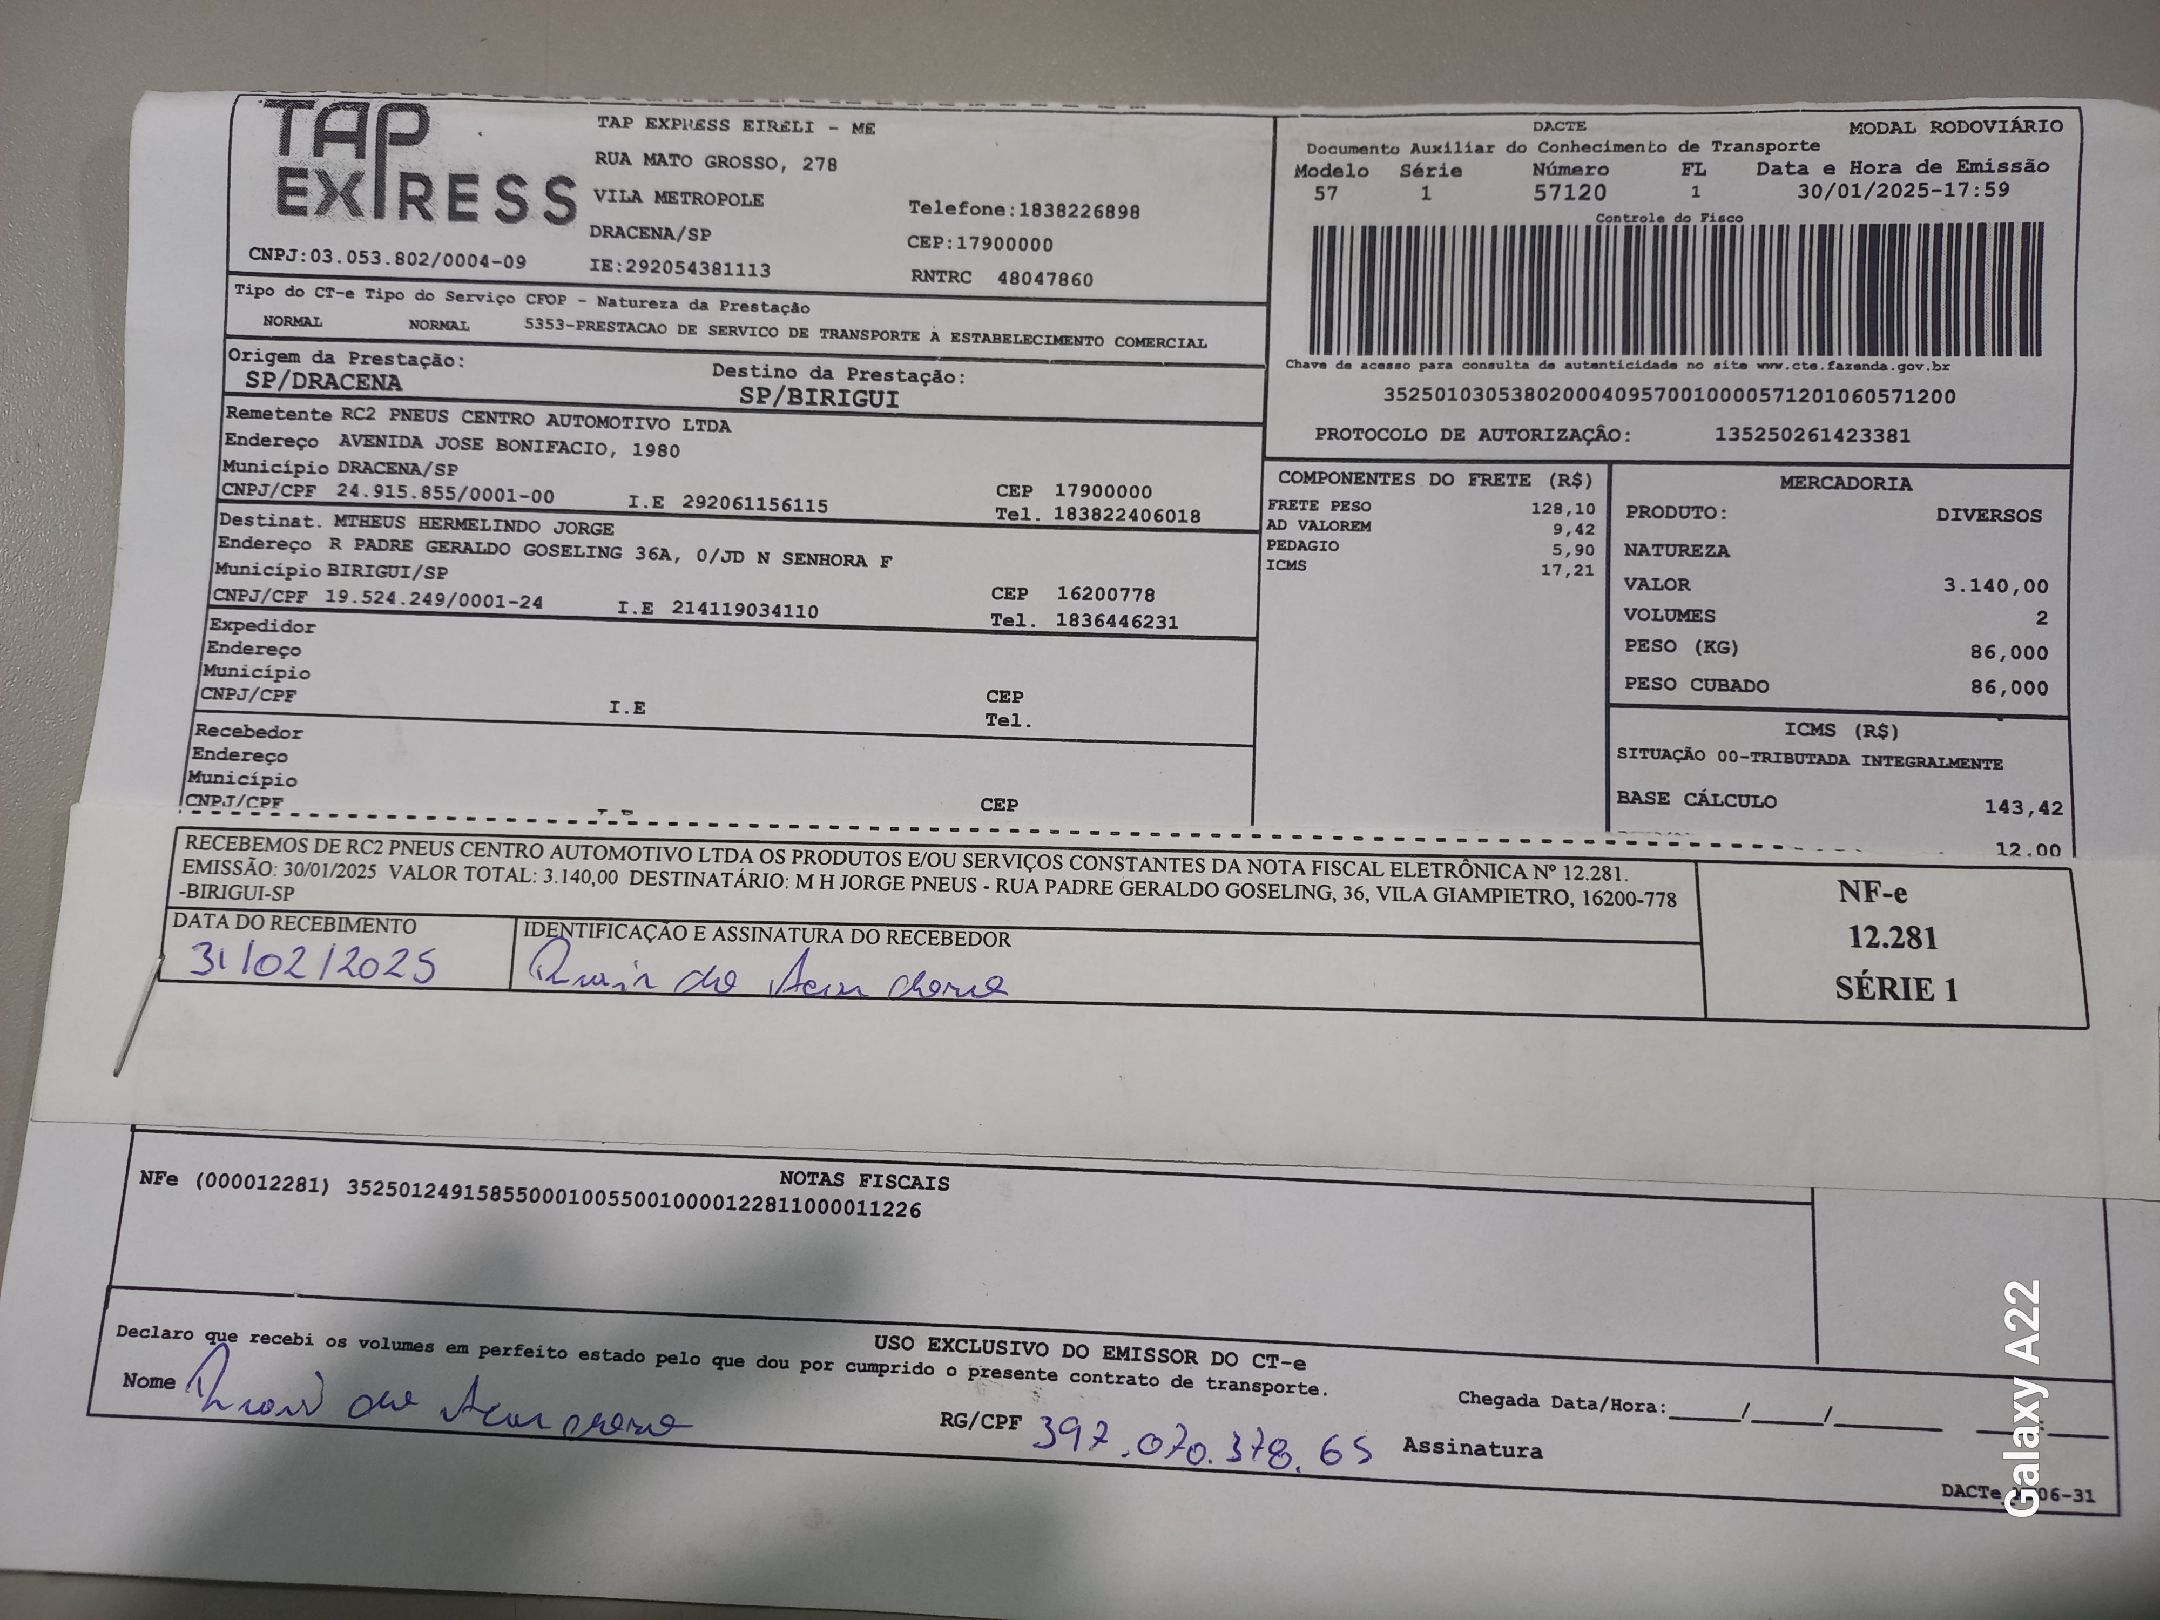 TAP EXPRESS
TAP EXPRESS EIRELI - ME
RUA MATO GROSSO, 278
VILA METROPOLE
Telefone:1838226898
DRACENA/SP
CEP:17900000
CNPJ:03.053.802/0004-09
IE:292054381113
RNTRC 48047860
DACTE
MODAL RODOVIÁRIO
Documento Auxiliar do Conhecimento de Transporte
Modelo Série Número FL Data e Hora de Emissão
57 1 57120 1 30/01/2025-17:59
Controle do Fisco
Chave de acesso para consulta de autenticidade no site www.cte.fazenda.gov.br
35250103053802000409570010000571201060571200
PROTOCOLO DE AUTORIZAÇÂO: 135250261423381
Tipo do CT-e Tipo do Serviço CFOP - Natureza da Prestação
NORMAL NORMAL 5353-PRESTACAO DE SERVICO DE TRANSPORTE À ESTABELECIMENTO COMERCIAL
Origem da Prestação: Destino da Prestação:
SP/DRACENA SP/BIRIGUI
Remetente RC2 PNEUS CENTRO AUTOMOTIVO LTDA
Endereço AVENIDA JOSE BONIFACIO, 1980
Município DRACENA/SP CEP 17900000
CNPJ/CPF 24.915.855/0001-00 I.E 292061156115 Tel. 183822406018
Destinat. MTHEUS HERMELINDO JORGE
Endereço R PADRE GERALDO GOSELING 36A, 0/JD N SENHORA F
Município BIRIGUI/SP CEP 16200778
CNPJ/CPF 19.524.249/0001-24 I.E 214119034110 Tel. 1836446231
Expedidor
Endereço
Município CEP
CNPJ/CPF I.E Tel.
Recebedor
Endereço
Município CEP
CNPJ/CPF I.E
COMPONENTES DO FRETE (R$)
FRETE PESO 128,10
AD VALOREM 9,42
PEDAGIO 5,90
ICMS 17,21
MERCADORIA
PRODUTO: DIVERSOS
NATUREZA
VALOR 3.140,00
VOLUMES 2
PESO (KG) 86,000
PESO CUBADO 86,000
ICMS (R$)
SITUAÇÃO 00-TRIBUTADA INTEGRALMENTE
BASE CÁLCULO 143,42
12,00
RECEBEMOS DE RC2 PNEUS CENTRO AUTOMOTIVO LTDA OS PRODUTOS E/OU SERVIÇOS CONSTANTES DA NOTA FISCAL ELETRÔNICA Nº 12.281.
EMISSÃO: 30/01/2025 VALOR TOTAL: 3.140,00 DESTINATÁRIO: M H JORGE PNEUS - RUA PADRE GERALDO GOSELING, 36, VILA GIAMPIETRO, 16200-778
-BIRIGUI-SP
DATA DO RECEBIMENTO IDENTIFICAÇÃO E ASSINATURA DO RECEBEDOR
31/02/2025
NF-e
12.281
SÉRIE 1
NOTAS FISCAIS
NFe (000012281) 35250124915855000100550010000122811000011226
USO EXCLUSIVO DO EMISSOR DO CT-e
Declaro que recebi os volumes em perfeito estado pelo que dou por cumprido o presente contrato de transporte.
Nome RG/CPF 397.070.378.65 Assinatura
Chegada Data/Hora:____/____/____
DACTe 06-31
Galaxy A22